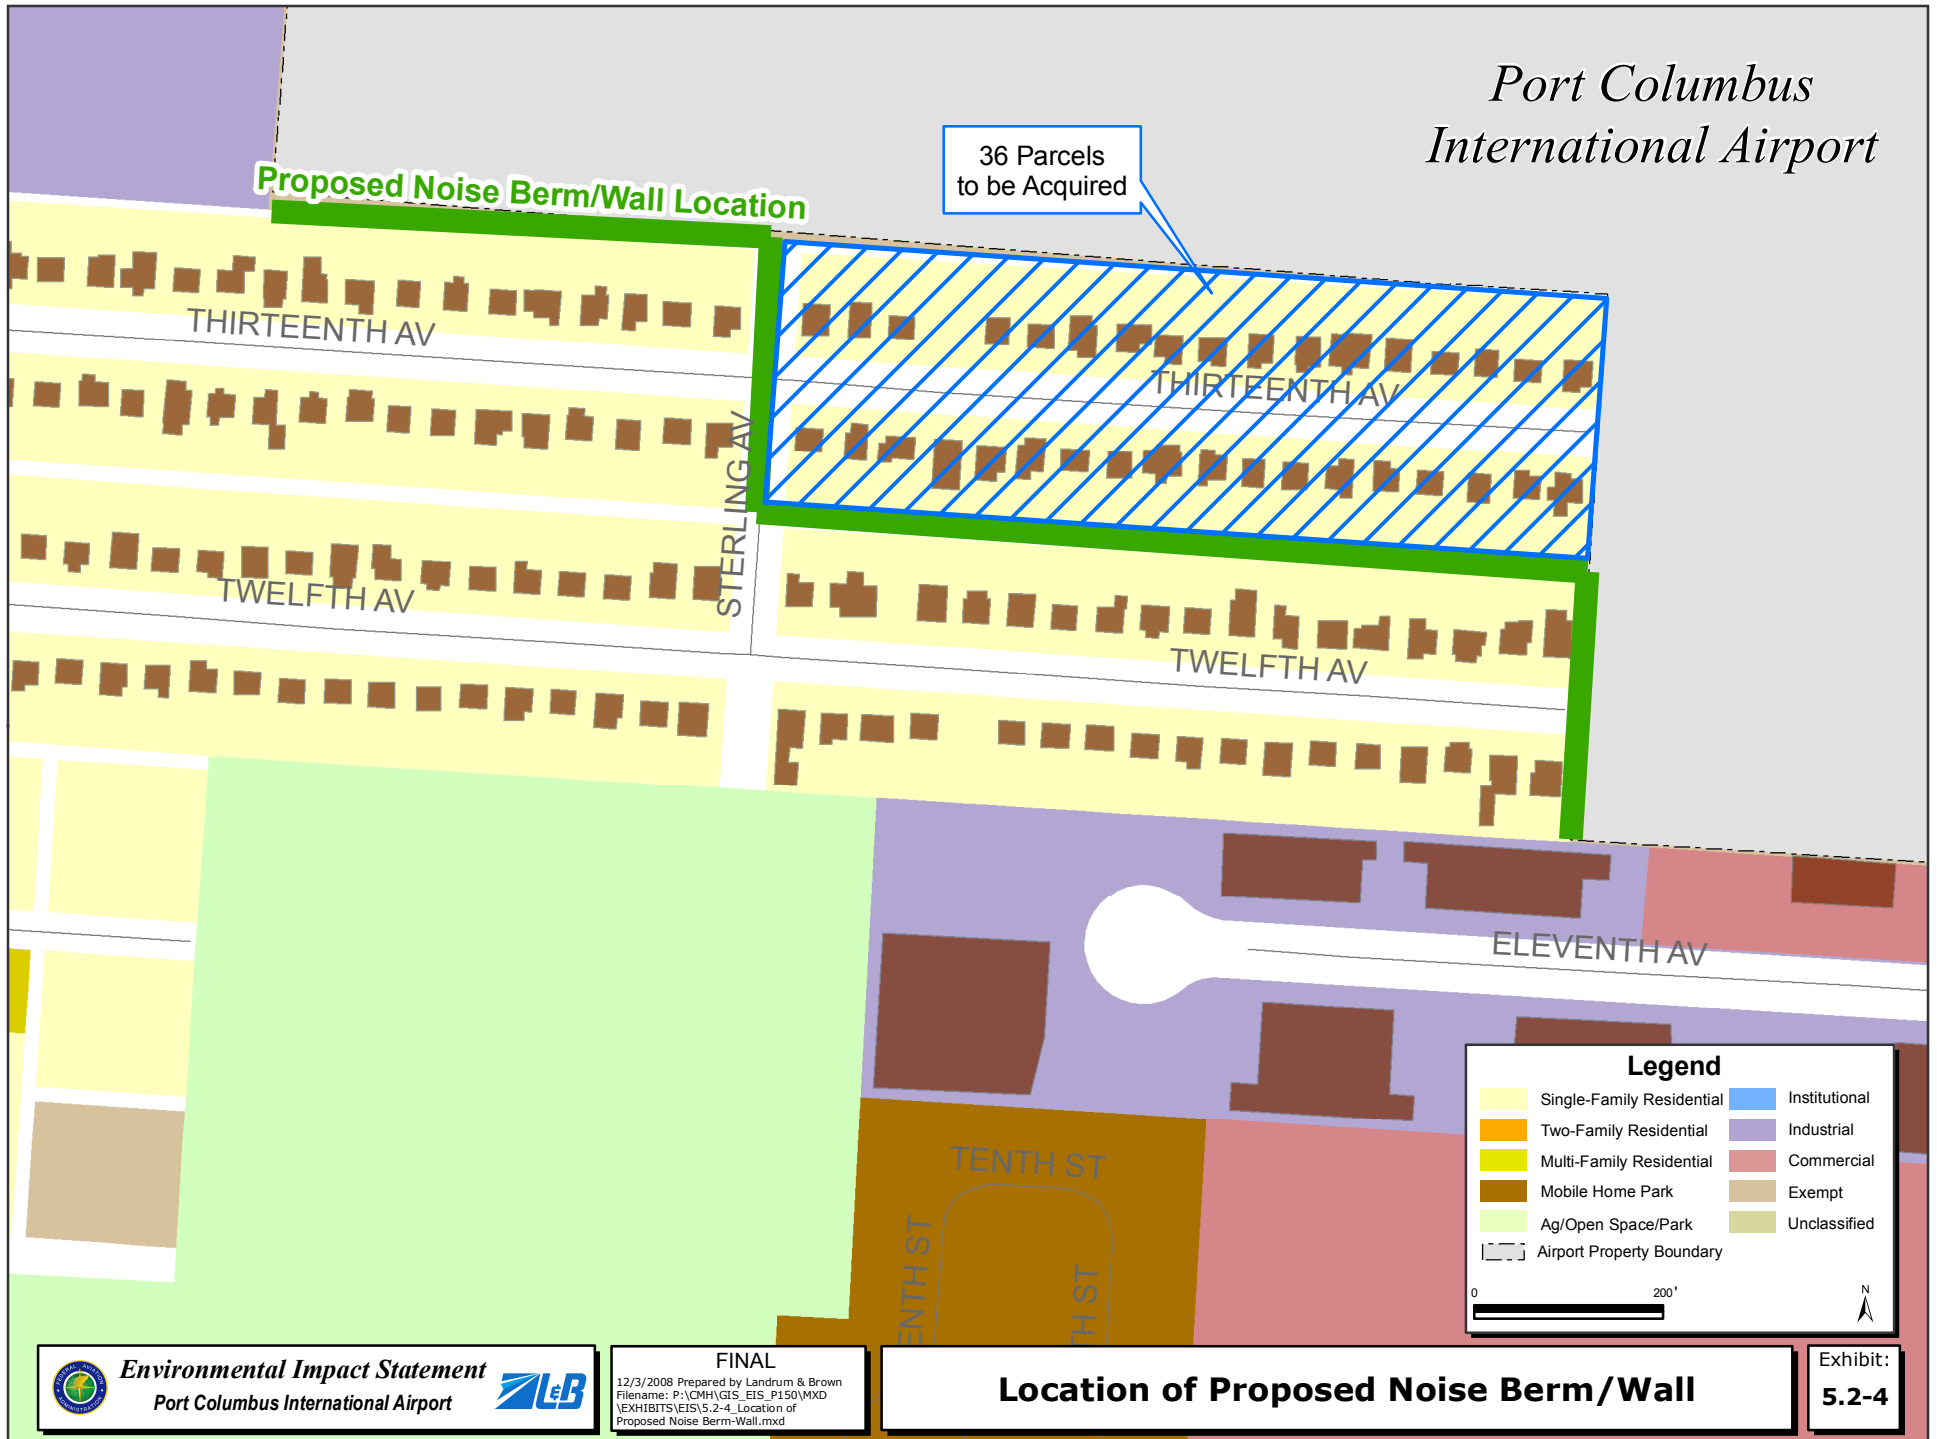 Port Columbus
International Airport
36 Parcels
to be Acquired
Proposed Noise Berm/Wall Location
THIRTEENTH AV
THIRTEENTH AV
STERLING AV
TWELFTH AV
TWELFTH AV
ELEVENTH AV
TENTH ST
ENTH ST
TH ST
Legend
Single-Family Residential
Two-Family Residential
Multi-Family Residential
Mobile Home Park
Ag/Open Space/Park
Airport Property Boundary
Institutional
Industrial
Commercial
Exempt
Unclassified
0 200'
N
Environmental Impact Statement
Port Columbus International Airport
L&B
FINAL
12/3/2008 Prepared by Landrum & Brown
Filename: P:\CMH\GIS_EIS_P150\MXD
\EXHIBITS\EIS\5.2-4_Location of
Proposed Noise Berm-Wall.mxd
Location of Proposed Noise Berm/Wall
Exhibit:
5.2-4